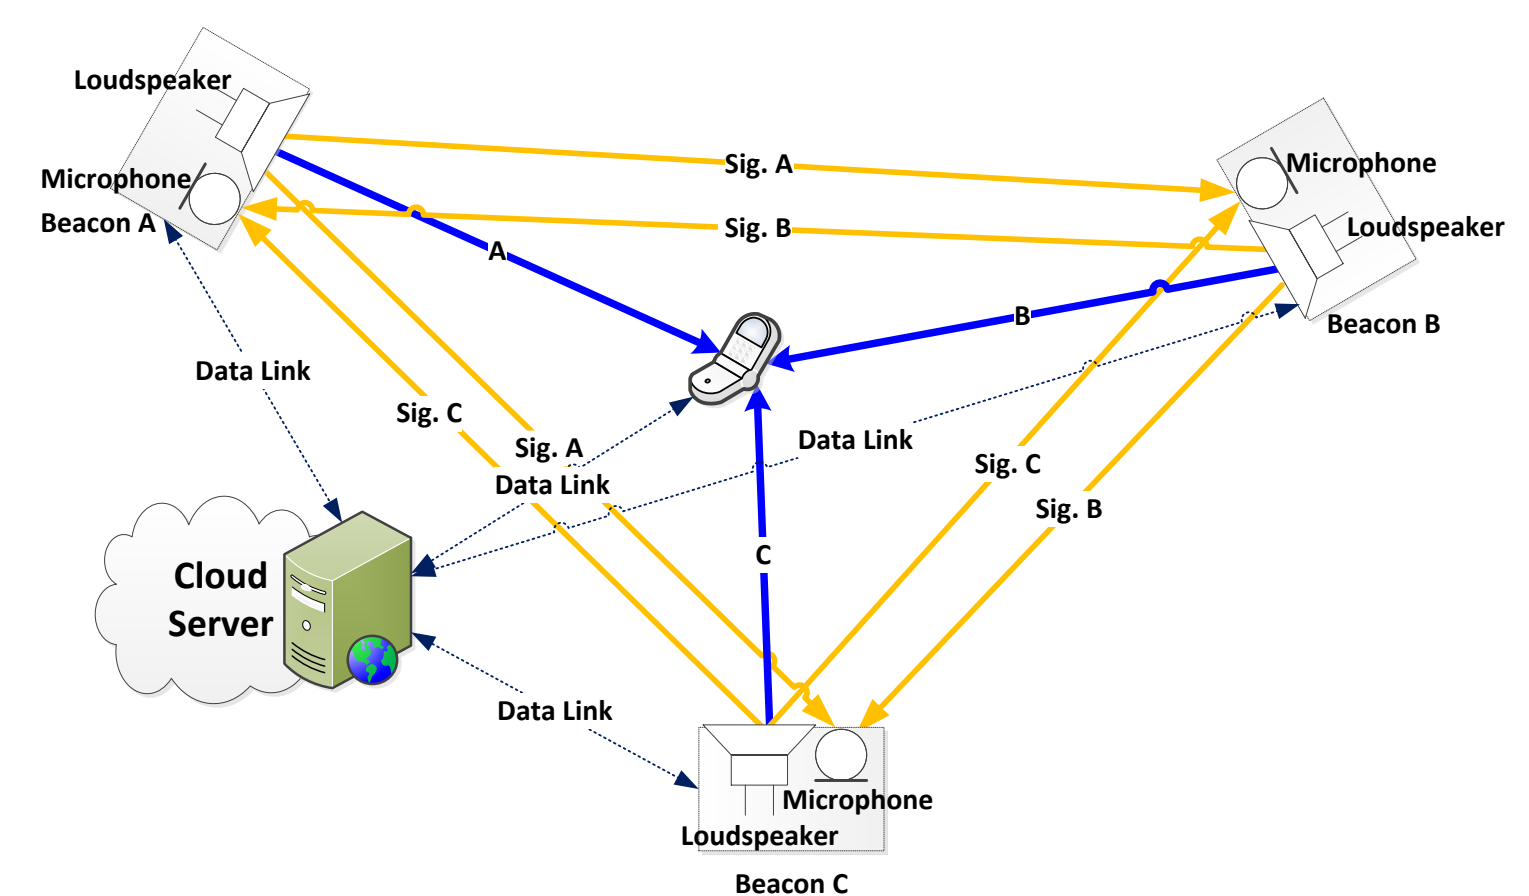 Loudspeaker
Sig. A
Microphone
Microphone
Beacon A
Sig. B
Loudspeaker
A
B
Beacon B
Data Link
Sig. C
Sig. A
Data Link
Sig. C
Data Link
Sig. B
C
Cloud
Server
Data Link
Microphone
Loudspeaker
Beacon C